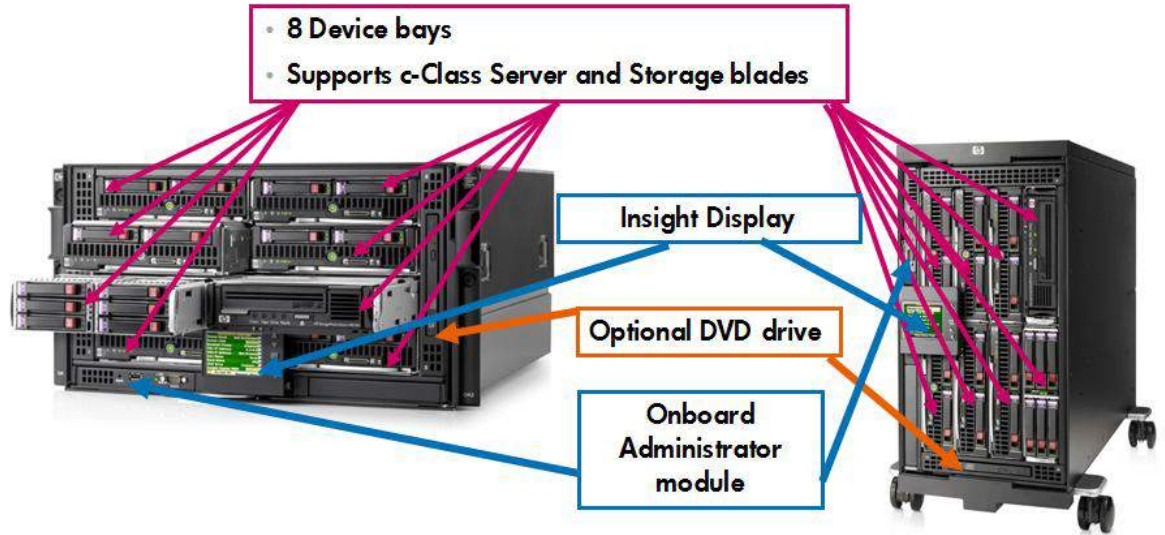 • 8 Device bays
• Supports c-Class Server and Storage blades
Insight Display
Optional DVD drive
Onboard
Administrator
module